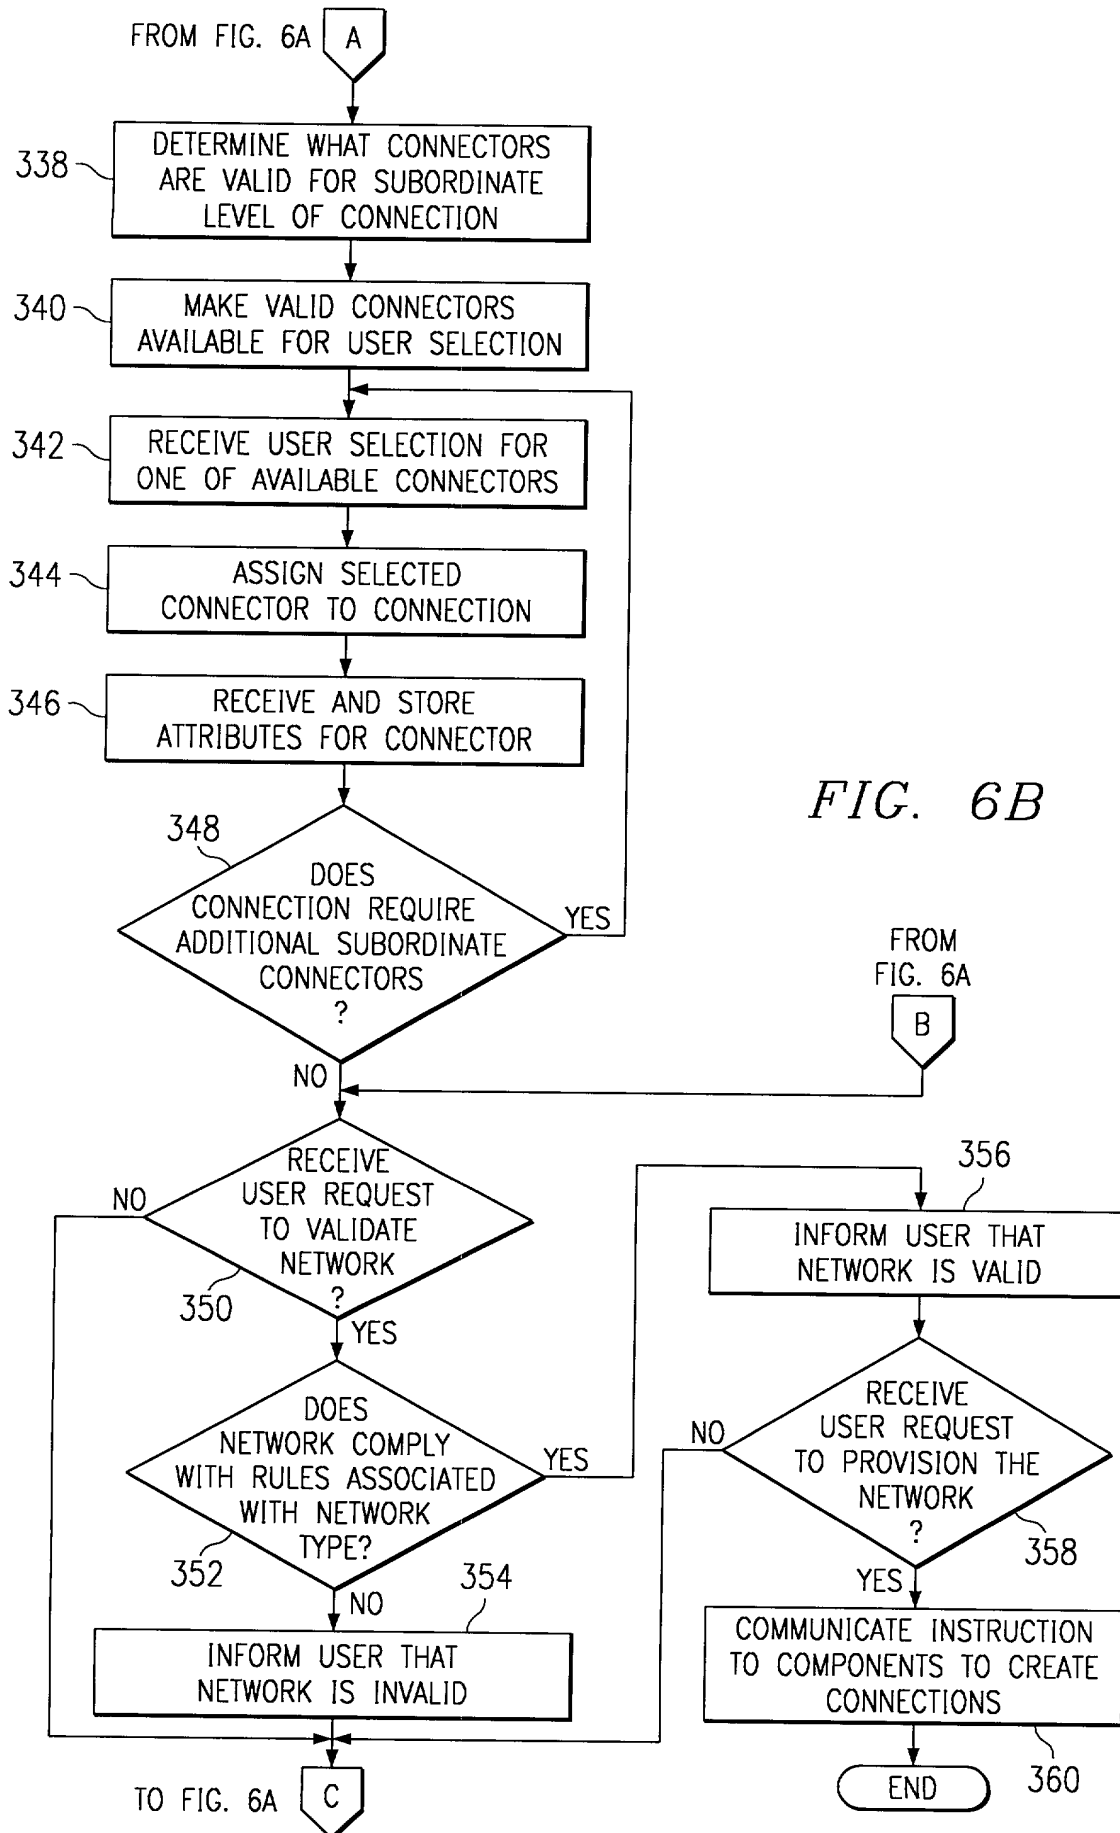 FROM FIG. 6A
A
338
DETERMINE WHAT CONNECTORS
ARE VALID FOR SUBORDINATE
LEVEL OF CONNECTION
340
MAKE VALID CONNECTORS
AVAILABLE FOR USER SELECTION
342
RECEIVE USER SELECTION FOR
ONE OF AVAILABLE CONNECTORS
344
ASSIGN SELECTED
CONNECTOR TO CONNECTION
346
RECEIVE AND STORE
ATTRIBUTES FOR CONNECTOR
FIG. 6B
348
DOES
CONNECTION REQUIRE
ADDITIONAL SUBORDINATE
CONNECTORS
?
YES
NO
FROM
FIG. 6A
B
RECEIVE
USER REQUEST
TO VALIDATE
NETWORK
?
NO
350
YES
DOES
NETWORK COMPLY
WITH RULES ASSOCIATED
WITH NETWORK
TYPE?
YES
352
NO
354
INFORM USER THAT
NETWORK IS INVALID
356
INFORM USER THAT
NETWORK IS VALID
RECEIVE
USER REQUEST
TO PROVISION THE
NETWORK
?
NO
358
YES
COMMUNICATE INSTRUCTION
TO COMPONENTS TO CREATE
CONNECTIONS
360
END
TO FIG. 6A
C